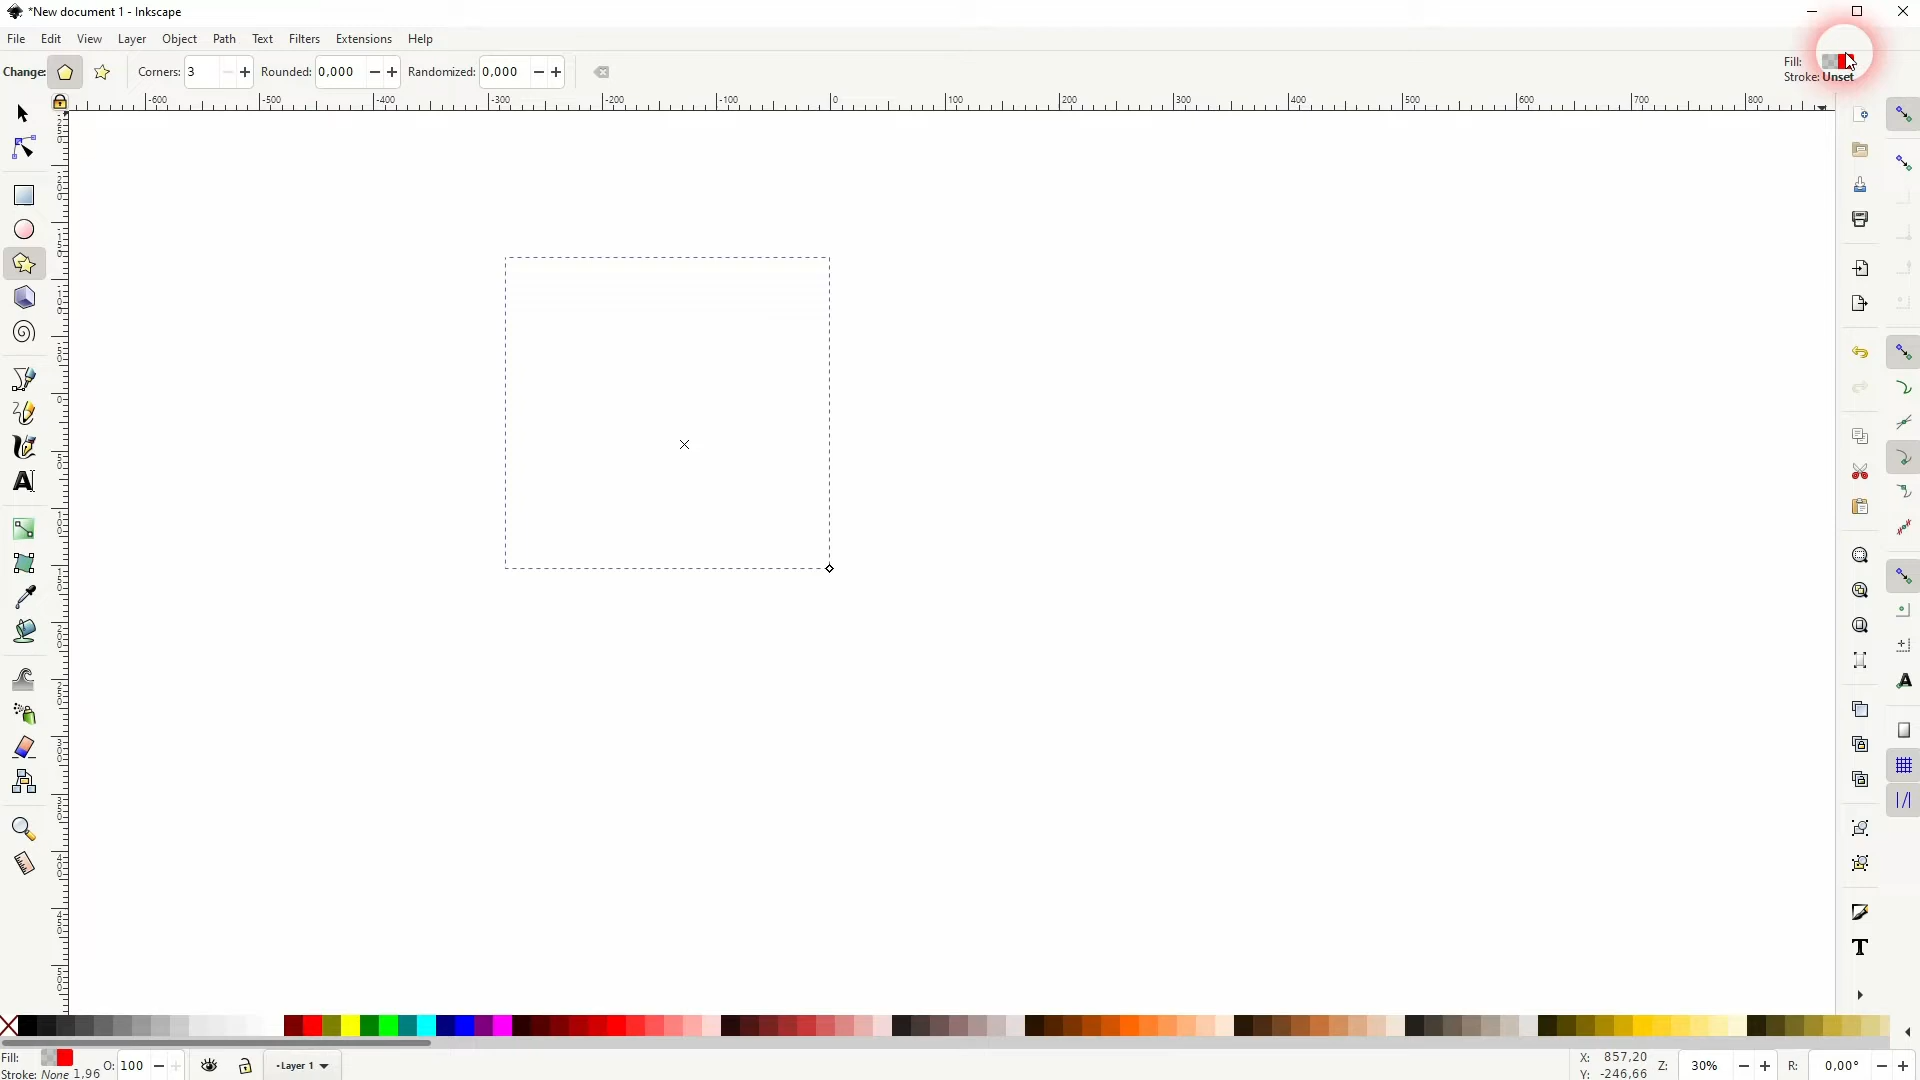 *New document 1 - Inkscape
File Edit View Layer Object Path Text Filters Extensions Help
Change: Corners: 3 Rounded: 0,000 Randomized: 0,000
Fill:
Stroke: Unset
-600 -500 -400 -300 -200 -100 0 100 200 300 400 500 600 700 800
Fill:
Stroke: None 1,96 O: 100 Layer 1
X: 857,20
Y: -246,66
Z: 30% R: 0,00°